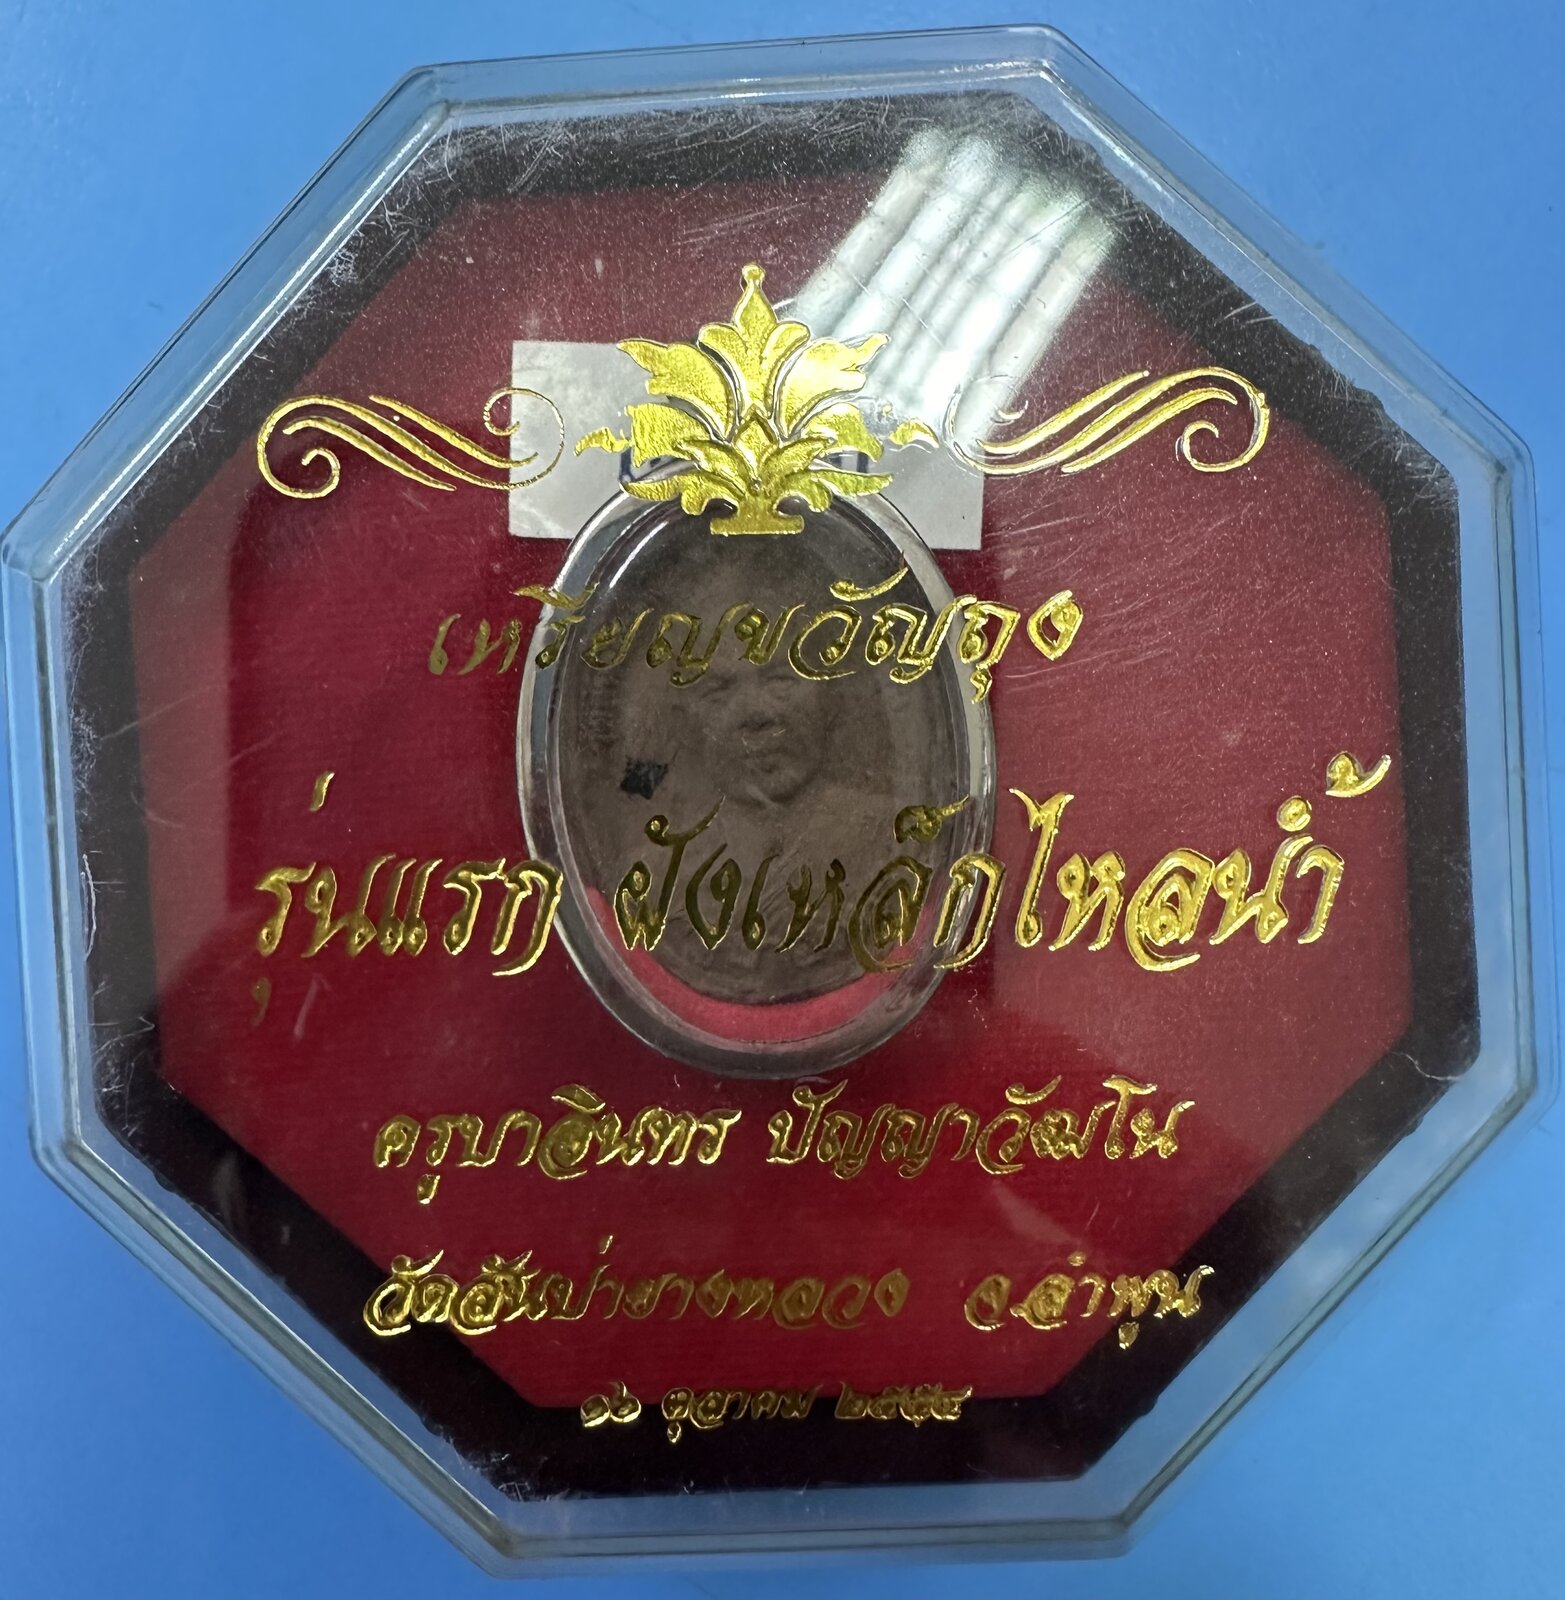 เหรียญขวัญถุง
รุ่นแรก ฝังเหล็กไหลน้ำ
ครูบาอินทร ปัญญาวัฒโน
วัดสันป่ายางหลวง จ.ลำพูน
๑๖ ตุลาคม ๒๕๕๔